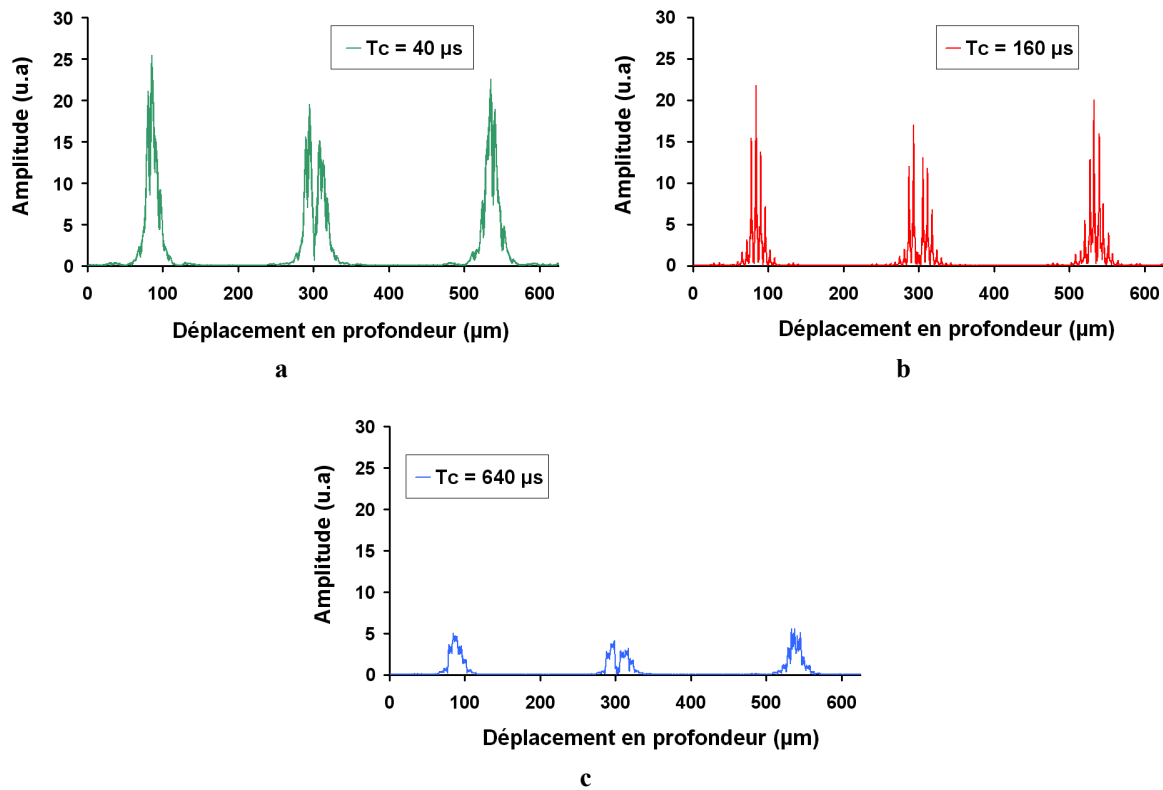 Amplitude (u.a)
30
25
20
15
10
5
0
Tc = 40 µs
0 100 200 300 400 500 600
Déplacement en profondeur (µm)
a
Amplitude (u.a)
30
25
20
15
10
5
0
Tc = 160 µs
0 100 200 300 400 500 600
Déplacement en profondeur (µm)
b
Amplitude (u.a)
30
25
20
15
10
5
0
Tc = 640 µs
0 100 200 300 400 500 600
Déplacement en profondeur (µm)
c